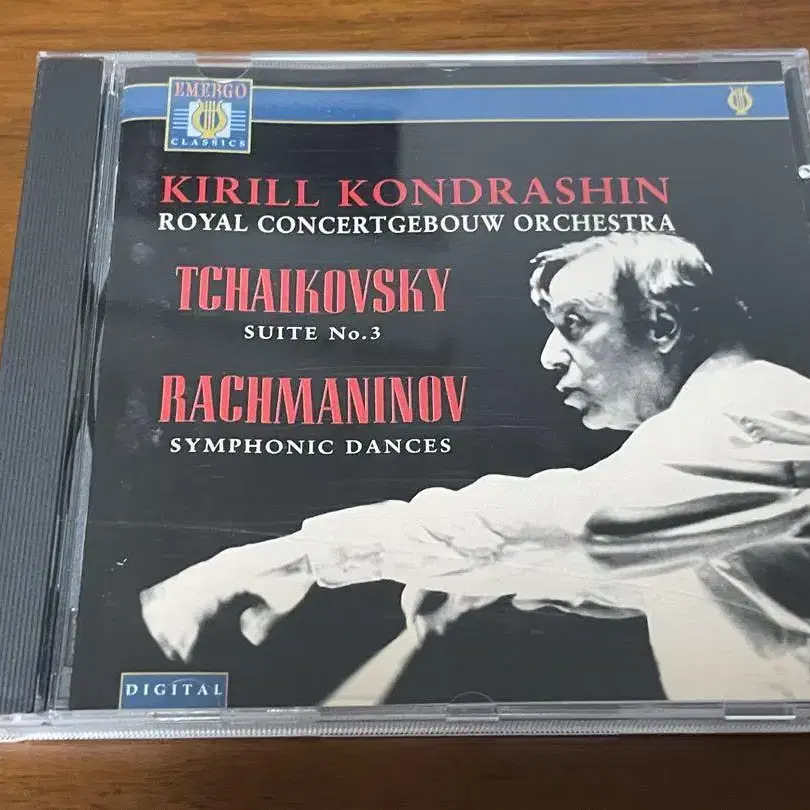 EMERGO
CLASSICS
KIRILL KONDRASHIN
ROYAL CONCERTGEBOUW ORCHESTRA
TCHAIKOVSKY
SUITE No.3
RACHMANINOV
SYMPHONIC DANCES
DIGITAL